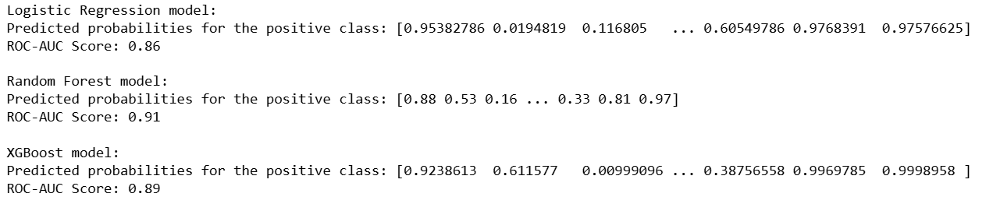 Logistic Regression model:
Predicted probabilities for the positive class: [0.95382786 0.0194819  0.116805   ... 0.60549786 0.9768391  0.97576625]
ROC-AUC Score: 0.86

Random Forest model:
Predicted probabilities for the positive class: [0.88 0.53 0.16 ... 0.33 0.81 0.97]
ROC-AUC Score: 0.91

XGBoost model:
Predicted probabilities for the positive class: [0.9238613  0.611577   0.00999096 ... 0.38756558 0.9969785  0.9998958 ]
ROC-AUC Score: 0.89